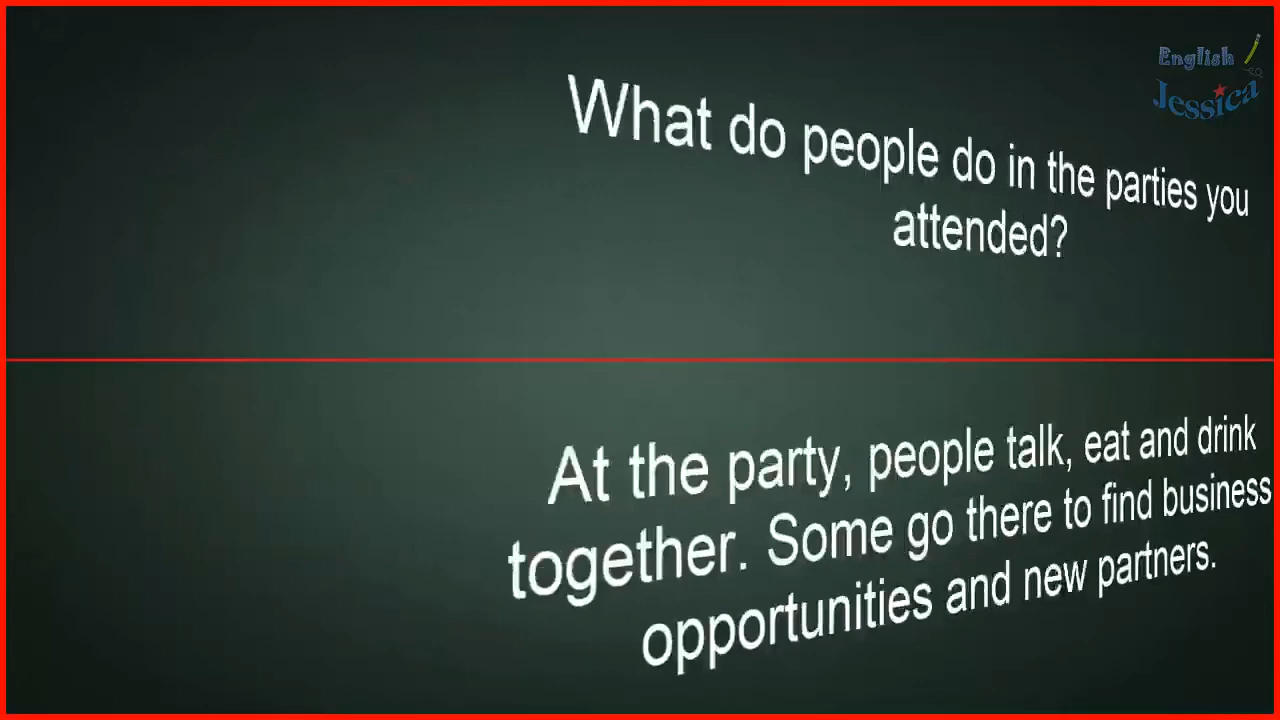 English
Jessica
What do people do in the parties you
attended?
At the party, people talk, eat and drink
together. Some go there to find business
opportunities and new partners.